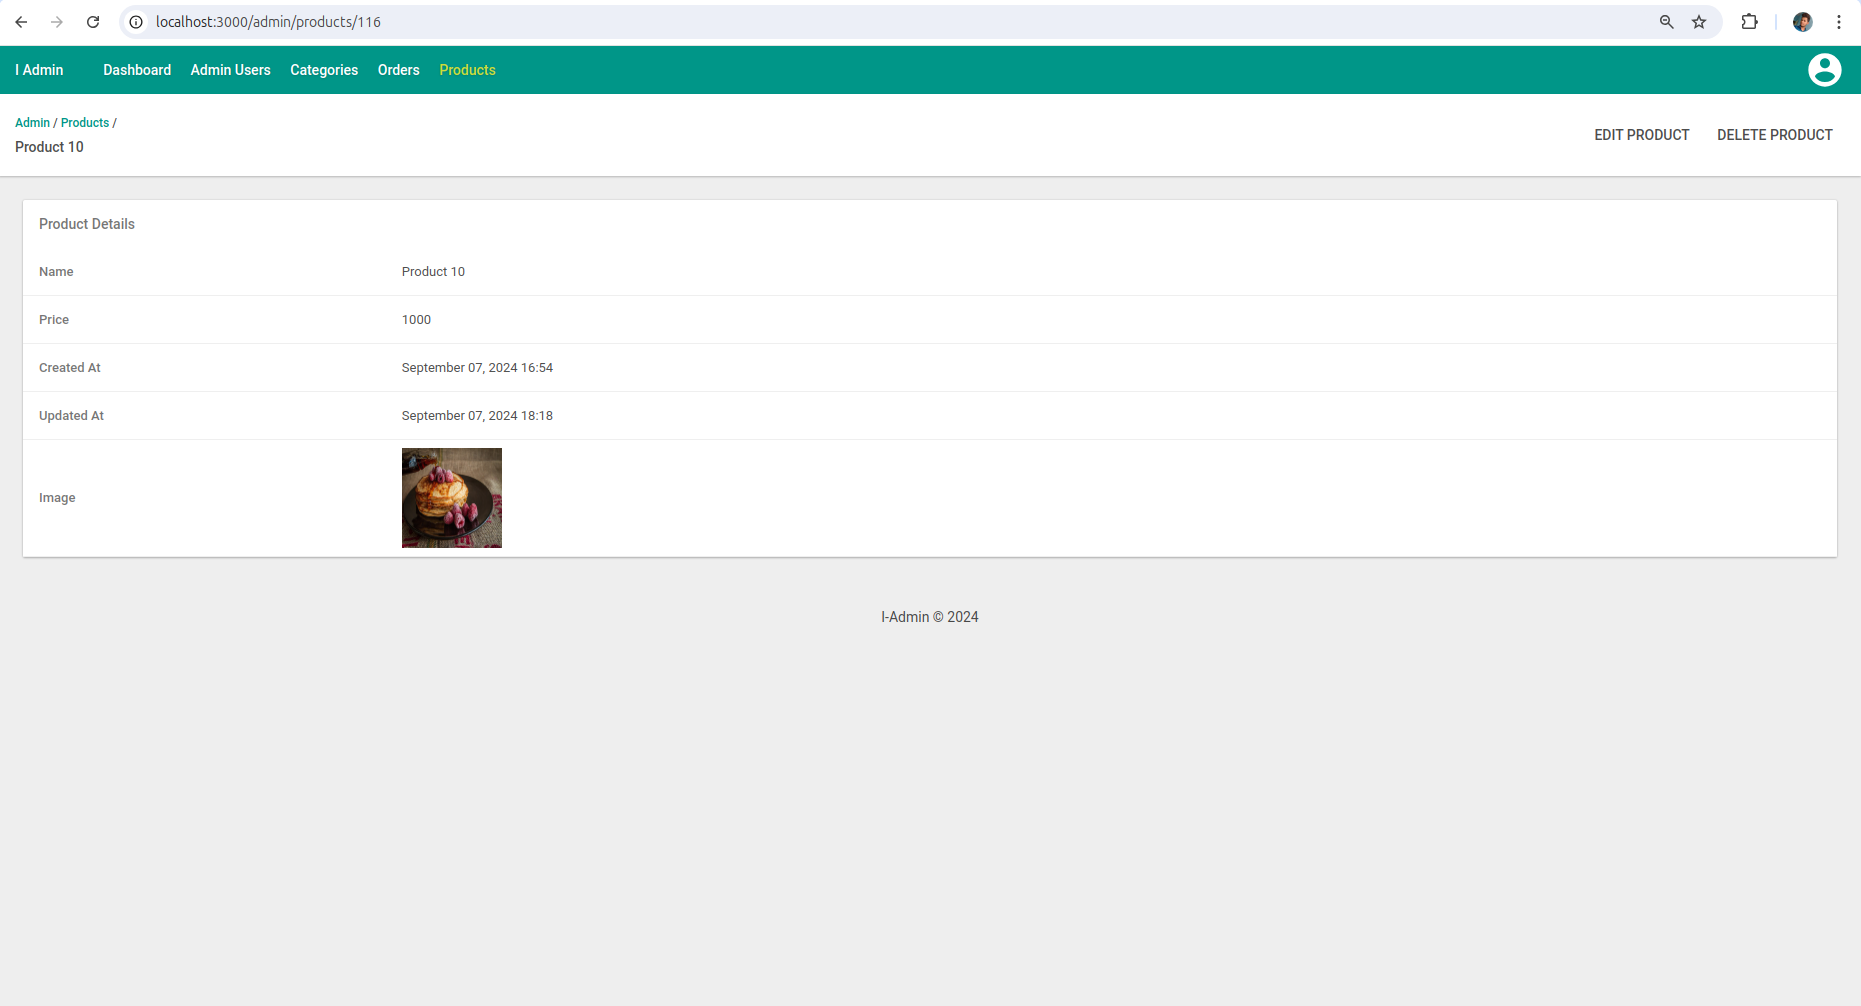 localhost:3000/admin/products/116
I Admin Dashboard Admin Users Categories Orders Products
Admin / Products /
Product 10
EDIT PRODUCT DELETE PRODUCT
Product Details
Name Product 10
Price 1000
Created At September 07, 2024 16:54
Updated At September 07, 2024 18:18
Image
I-Admin © 2024